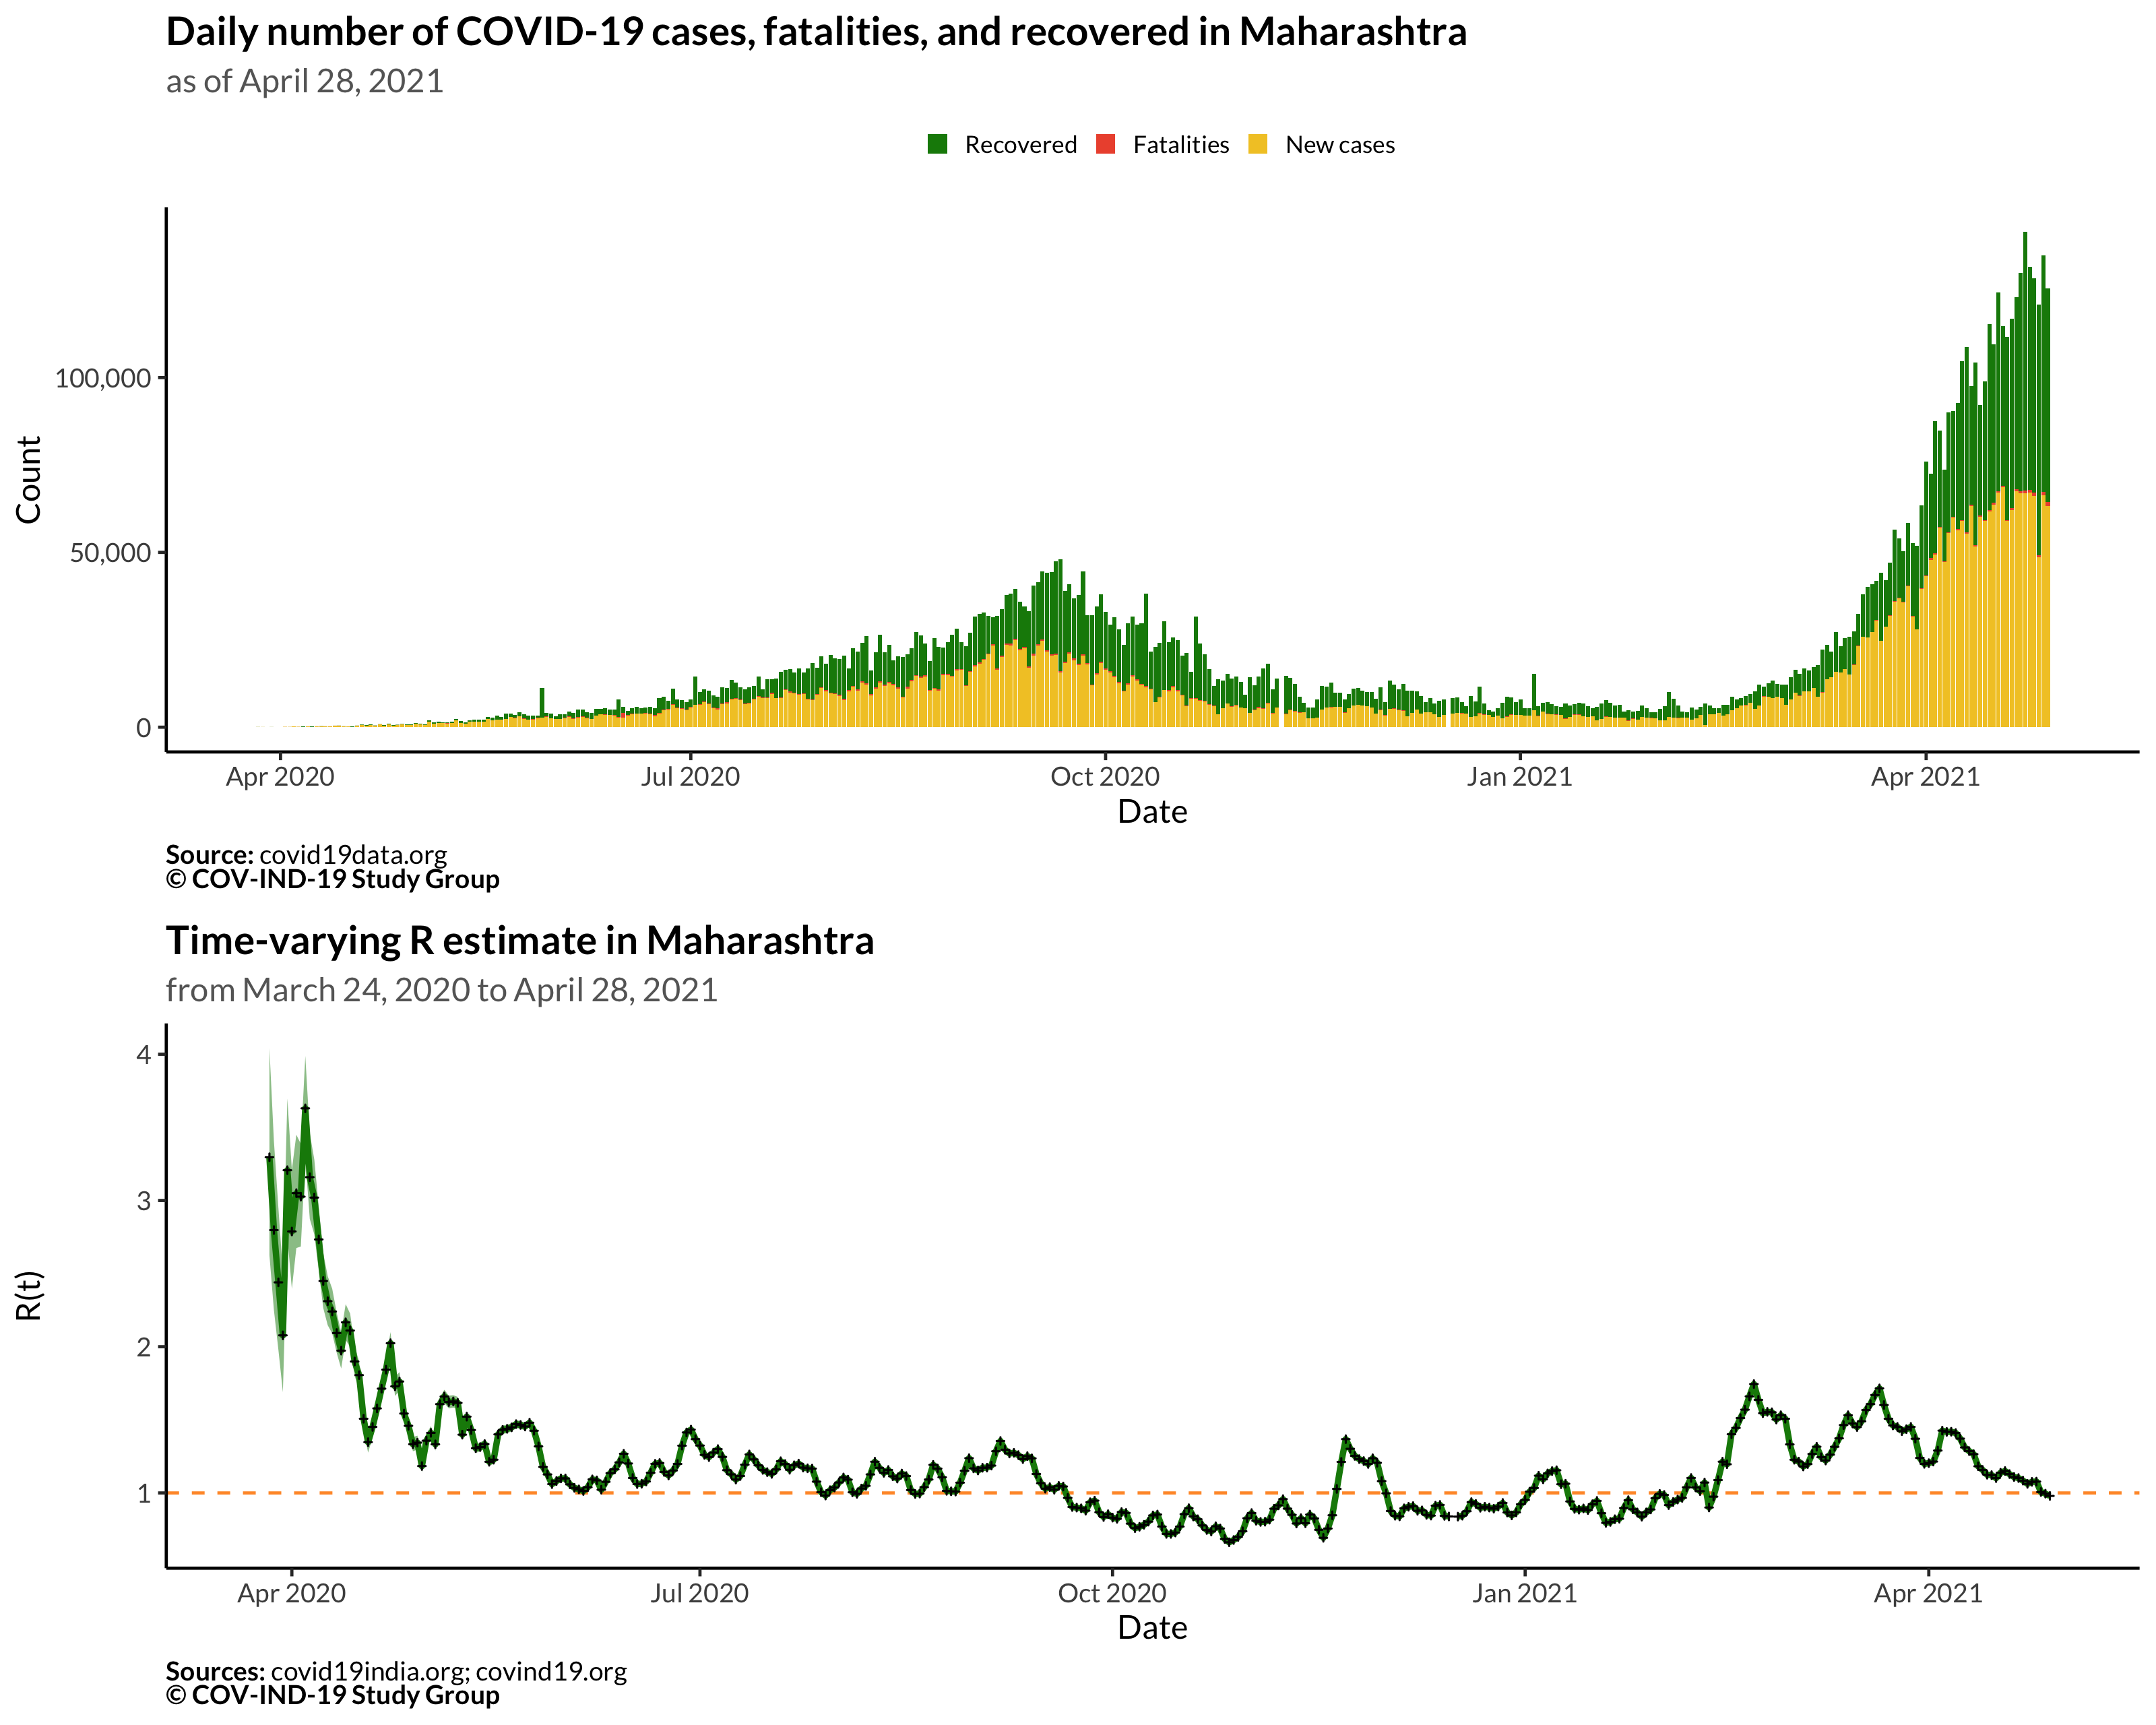 Daily number of COVID-19 cases, fatalities, and recovered in Maharashtra
as of April 28, 2021
Recovered Fatalities New cases
Count
100,000
50,000
0
Apr 2020 Jul 2020 Oct 2020 Jan 2021 Apr 2021
Date
Source: covid19data.org
© COV-IND-19 Study Group
Time-varying R estimate in Maharashtra
from March 24, 2020 to April 28, 2021
R(t)
4
3
2
1
Apr 2020 Jul 2020 Oct 2020 Jan 2021 Apr 2021
Date
Sources: covid19india.org; covind19.org
© COV-IND-19 Study Group